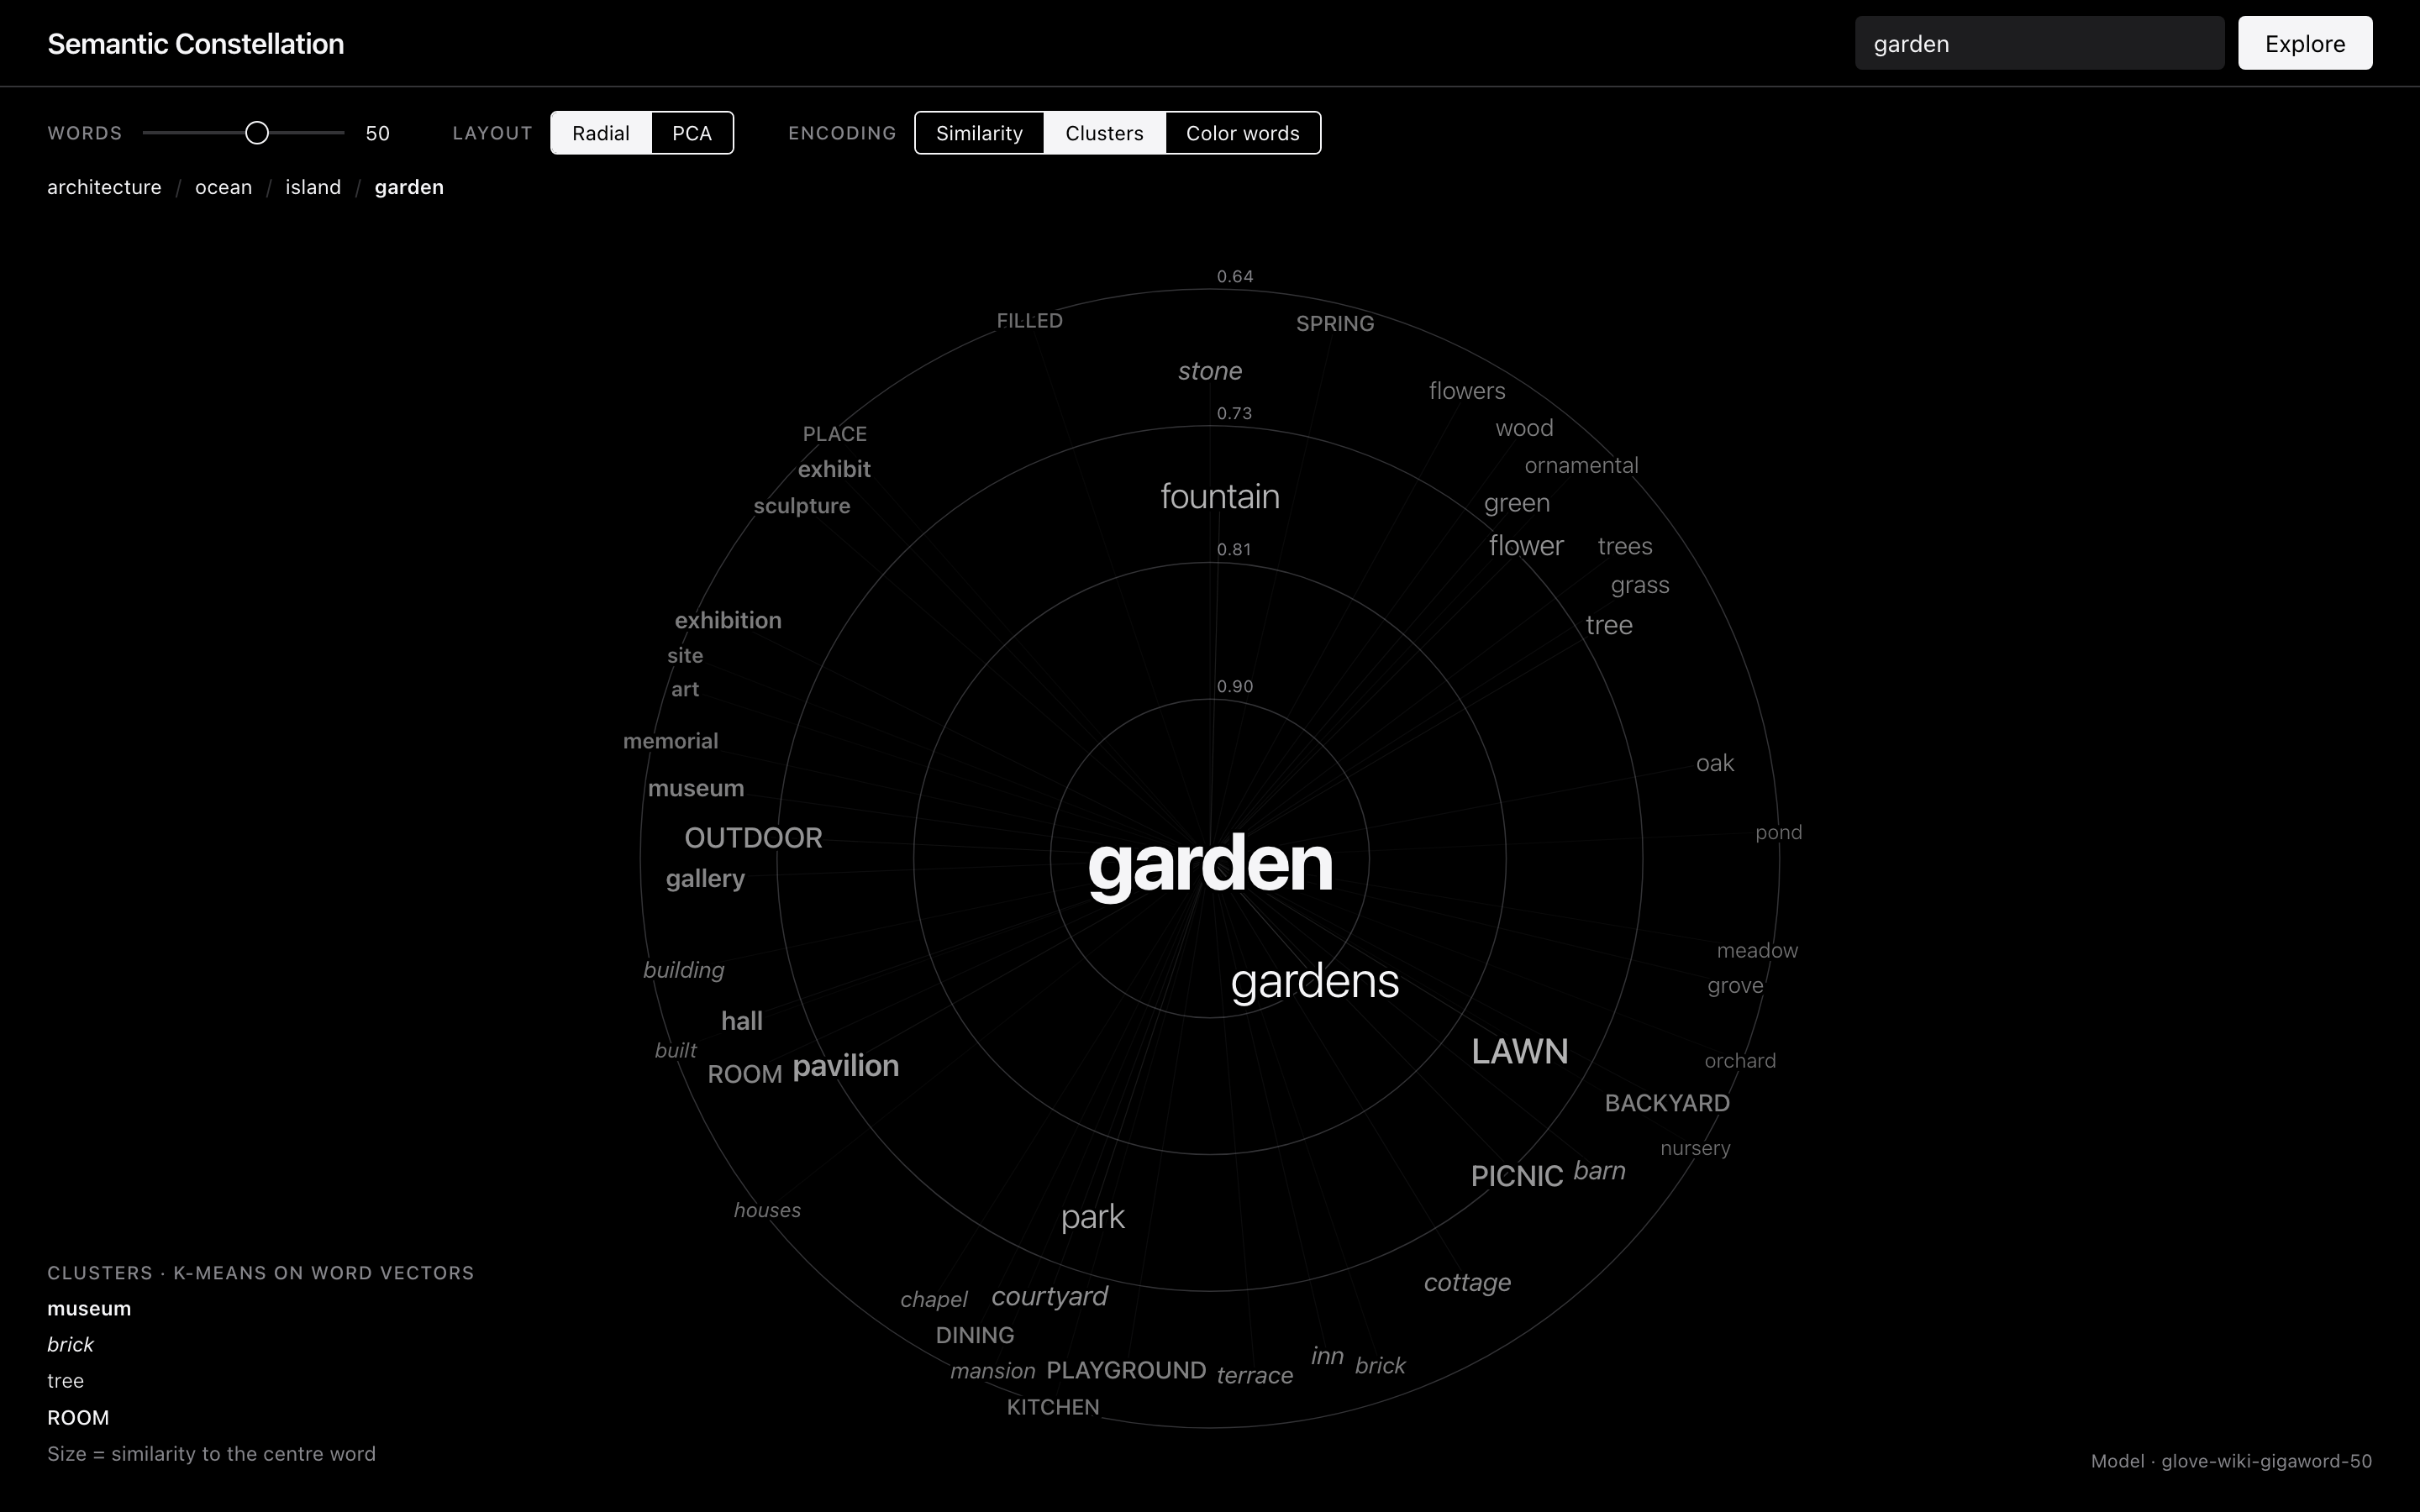 Semantic Constellation
garden
Explore
WORDS
50
LAYOUT
Radial
PCA
ENCODING
Similarity
Clusters
Color words
architecture / ocean / island / garden
0.64
FILLED
SPRING
stone
flowers
0.73
wood
PLACE
exhibit
ornamental
sculpture
fountain
green
flower
trees
0.81
grass
exhibition
tree
site
art
0.90
memorial
oak
museum
pond
OUTDOOR
garden
gallery
meadow
building
gardens
grove
hall
built
LAWN
orchard
ROOM
pavilion
BACKYARD
nursery
PICNIC
barn
houses
park
cottage
chapel
courtyard
DINING
inn
brick
mansion
PLAYGROUND
terrace
KITCHEN
CLUSTERS · K-MEANS ON WORD VECTORS
museum
brick
tree
ROOM
Size = similarity to the centre word
Model · glove-wiki-gigaword-50